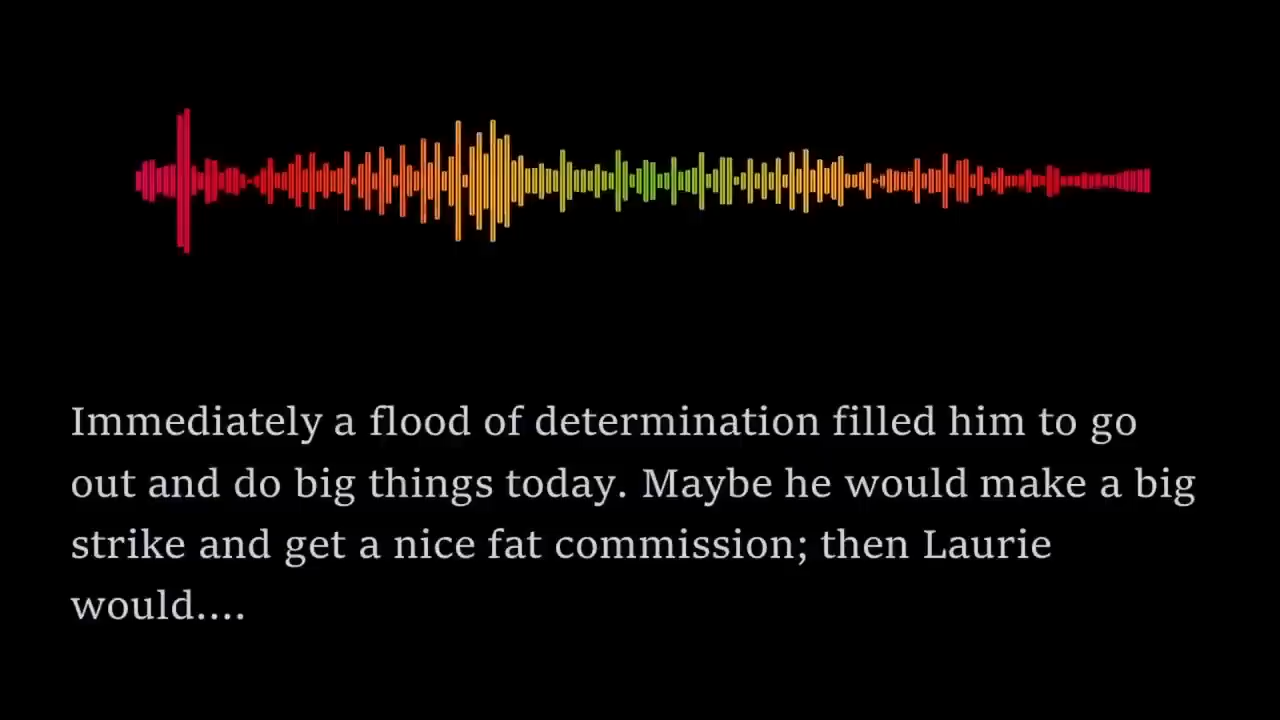 Immediately a flood of determination filled him to go
out and do big things today. Maybe he would make a big
strike and get a nice fat commission; then Laurie
would....